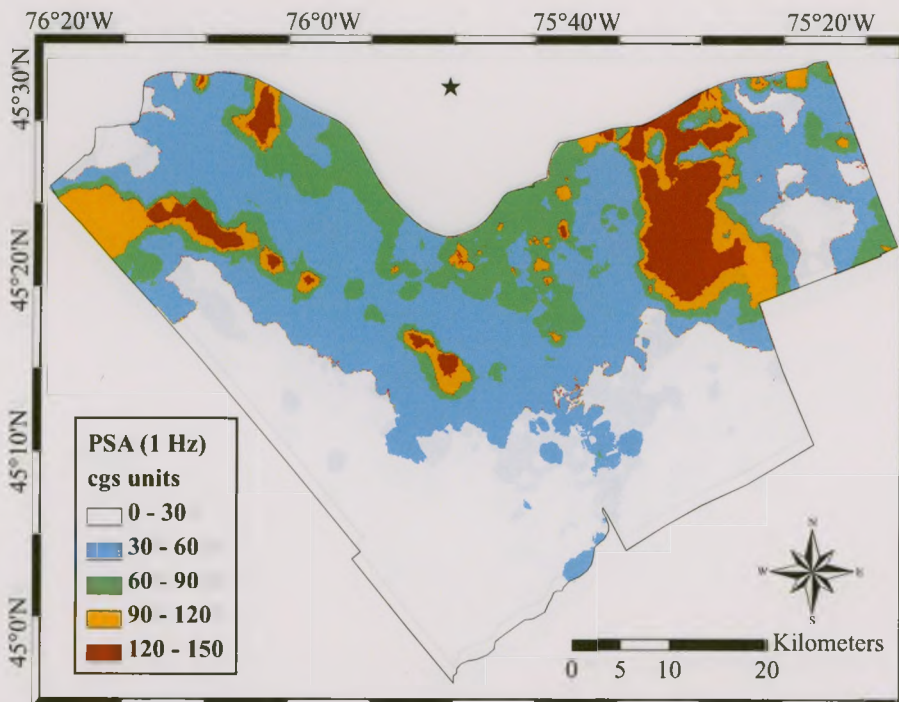 76°20'W 76°0'W 75°40'W 75°20'W
45°30'N
45°20'N
45°10'N
45°0'N
PSA (1 Hz)
cgs units
0 - 30
30 - 60
60 - 90
90 - 120
120 - 150
N
W E
S
Kilometers
0 5 10 20